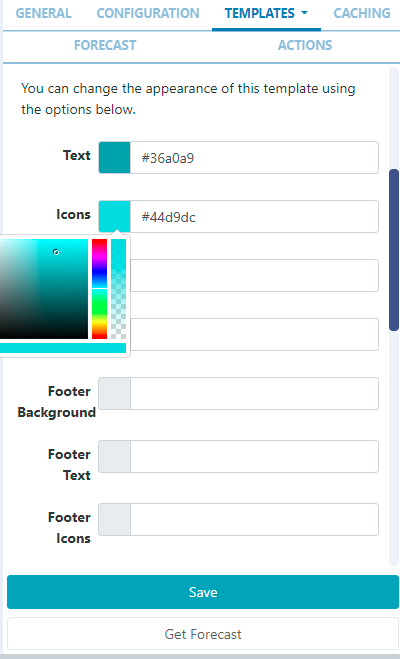 GENERAL CONFIGURATION TEMPLATES CACHING
FORECAST ACTIONS
You can change the appearance of this template using
the options below.
Text #36a0a9
Icons #44d9dc
Footer
Background
Footer
Text
Footer
Icons
Save
Get Forecast